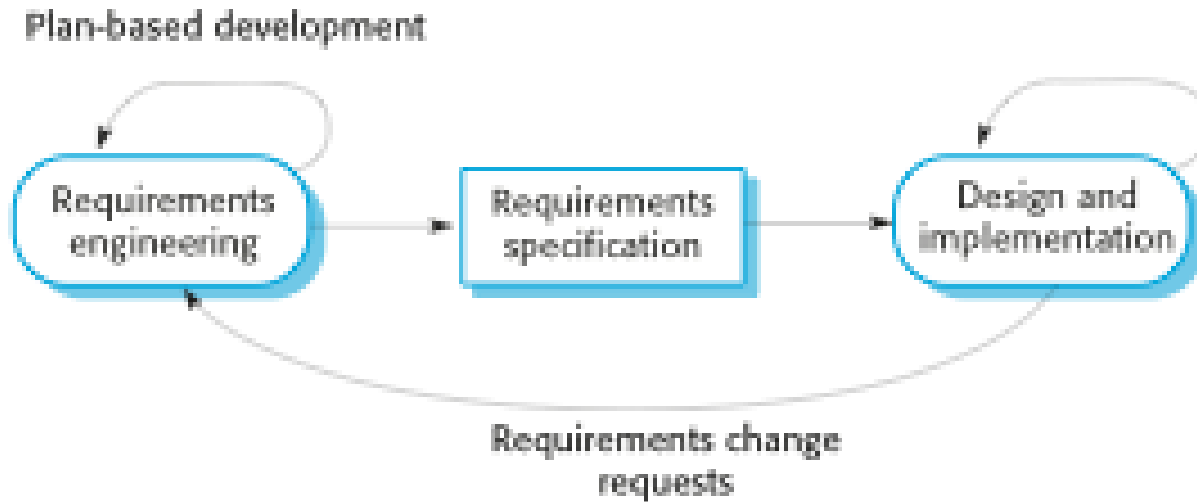 Plan-based development
Requirements
engineering
Requirements
specification
Design and
implementation
Requirements change
requests